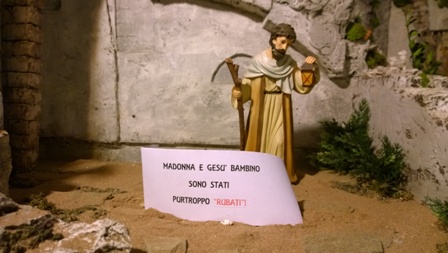 MADONNA E GESU' BAMBINO
SONO STATI
PURTROPPO "RUBATI"!